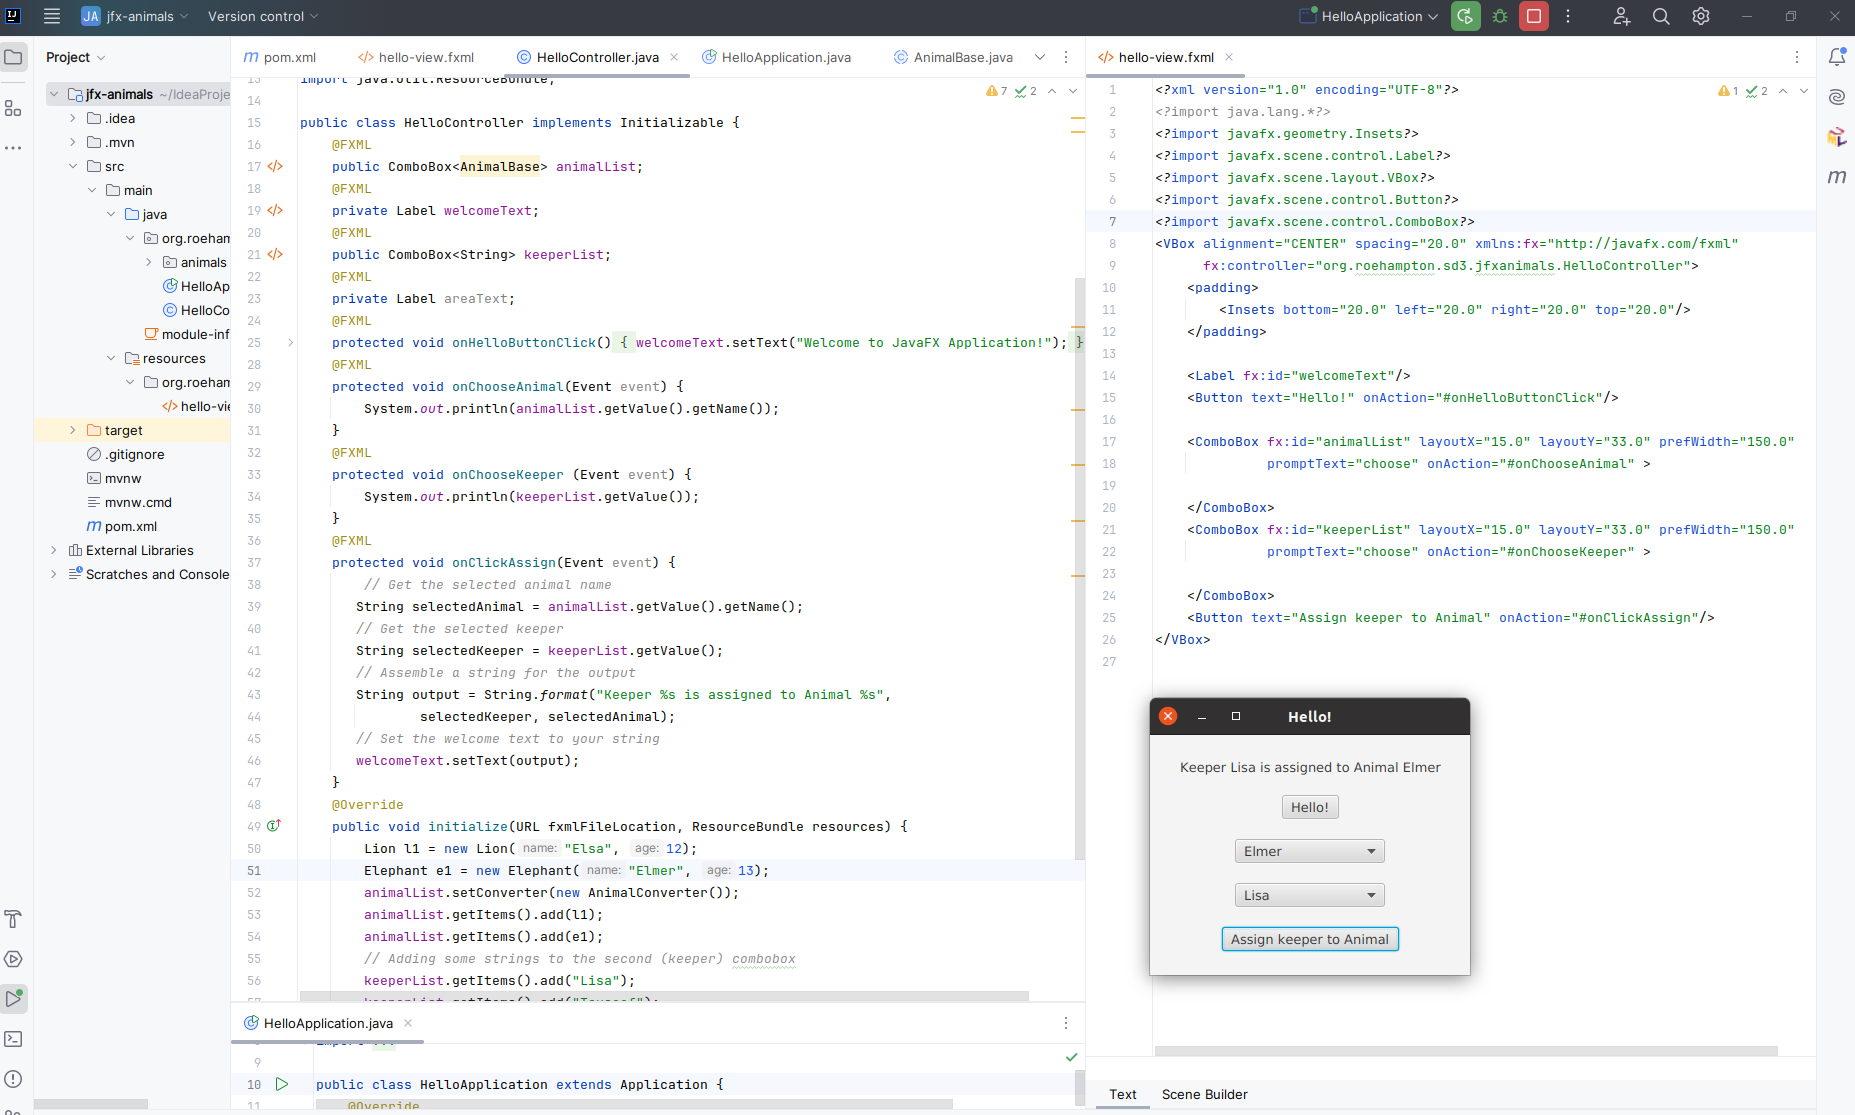 JA jfx-animals Version control HelloApplication
Project
jfx-animals ~/IdeaProje
.idea
.mvn
src
main
java
org.roeham
animals
HelloAp
HelloCo
module-inf
resources
org.roeham
hello-vie
target
.gitignore
mvnw
mvnw.cmd
pom.xml
External Libraries
Scratches and Console
pom.xml hello-view.fxml HelloController.java HelloApplication.java AnimalBase.java
7 2
13 import java.util.ResourceBundle;
14
15 public class HelloController implements Initializable {
16 @FXML
17 public ComboBox<AnimalBase> animalList;
18 @FXML
19 private Label welcomeText;
20 @FXML
21 public ComboBox<String> keeperList;
22 @FXML
23 private Label areaText;
24 @FXML
25 protected void onHelloButtonClick() { welcomeText.setText("Welcome to JavaFX Application!"); }
28 @FXML
29 protected void onChooseAnimal(Event event) {
30 System.out.println(animalList.getValue().getName());
31 }
32 @FXML
33 protected void onChooseKeeper (Event event) {
34 System.out.println(keeperList.getValue());
35 }
36 @FXML
37 protected void onClickAssign(Event event) {
38 // Get the selected animal name
39 String selectedAnimal = animalList.getValue().getName();
40 // Get the selected keeper
41 String selectedKeeper = keeperList.getValue();
42 // Assemble a string for the output
43 String output = String.format("Keeper %s is assigned to Animal %s",
44 selectedKeeper, selectedAnimal);
45 // Set the welcome text to your string
46 welcomeText.setText(output);
47 }
48 @Override
49 public void initialize(URL fxmlFileLocation, ResourceBundle resources) {
50 Lion l1 = new Lion( name: "Elsa", age: 12);
51 Elephant e1 = new Elephant( name: "Elmer", age: 13);
52 animalList.setConverter(new AnimalConverter());
53 animalList.getItems().add(l1);
54 animalList.getItems().add(e1);
55 // Adding some strings to the second (keeper) combobox
56 keeperList.getItems().add("Lisa");
HelloApplication.java
9
10 public class HelloApplication extends Application {
11 @Override
hello-view.fxml
1 2
1 <?xml version="1.0" encoding="UTF-8"?>
2 <?import java.lang.*?>
3 <?import javafx.geometry.Insets?>
4 <?import javafx.scene.control.Label?>
5 <?import javafx.scene.layout.VBox?>
6 <?import javafx.scene.control.Button?>
7 <?import javafx.scene.control.ComboBox?>
8 <VBox alignment="CENTER" spacing="20.0" xmlns:fx="http://javafx.com/fxml"
9 fx:controller="org.roehampton.sd3.jfxanimals.HelloController">
10 <padding>
11 <Insets bottom="20.0" left="20.0" right="20.0" top="20.0"/>
12 </padding>
13
14 <Label fx:id="welcomeText"/>
15 <Button text="Hello!" onAction="#onHelloButtonClick"/>
16
17 <ComboBox fx:id="animalList" layoutX="15.0" layoutY="33.0" prefWidth="150.0"
18 promptText="choose" onAction="#onChooseAnimal" >
19
20 </ComboBox>
21 <ComboBox fx:id="keeperList" layoutX="15.0" layoutY="33.0" prefWidth="150.0"
22 promptText="choose" onAction="#onChooseKeeper" >
23
24 </ComboBox>
25 <Button text="Assign keeper to Animal" onAction="#onClickAssign"/>
26 </VBox>
27
Hello!
Keeper Lisa is assigned to Animal Elmer
Hello!
Elmer
Lisa
Assign keeper to Animal
Text Scene Builder